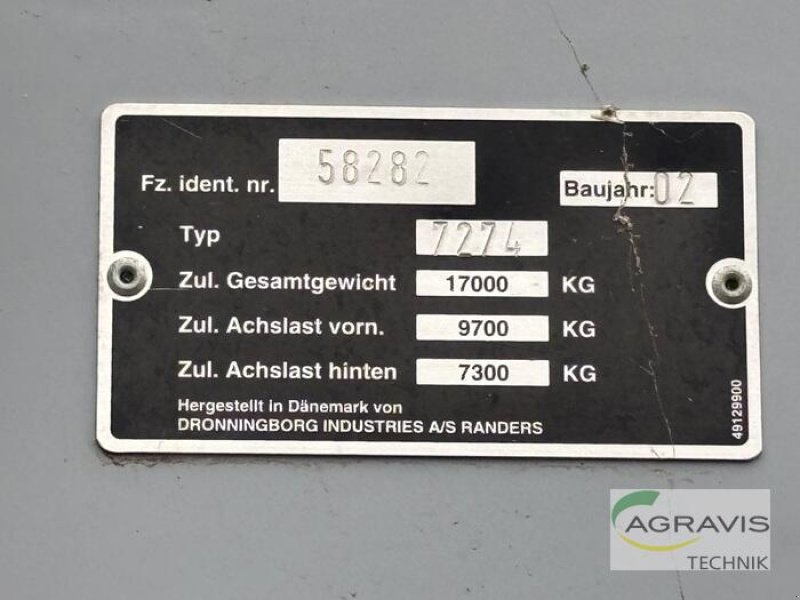 Fz. ident. nr. 58282 Baujahr: 02
Typ 7274
Zul. Gesamtgewicht 17000 KG
Zul. Achslast vorn. 9700 KG
Zul. Achslast hinten 7300 KG
Hergestellt in Dänemark von
DRONNINGBORG INDUSTRIES A/S RANDERS
49129900
AGRAVIS
TECHNIK